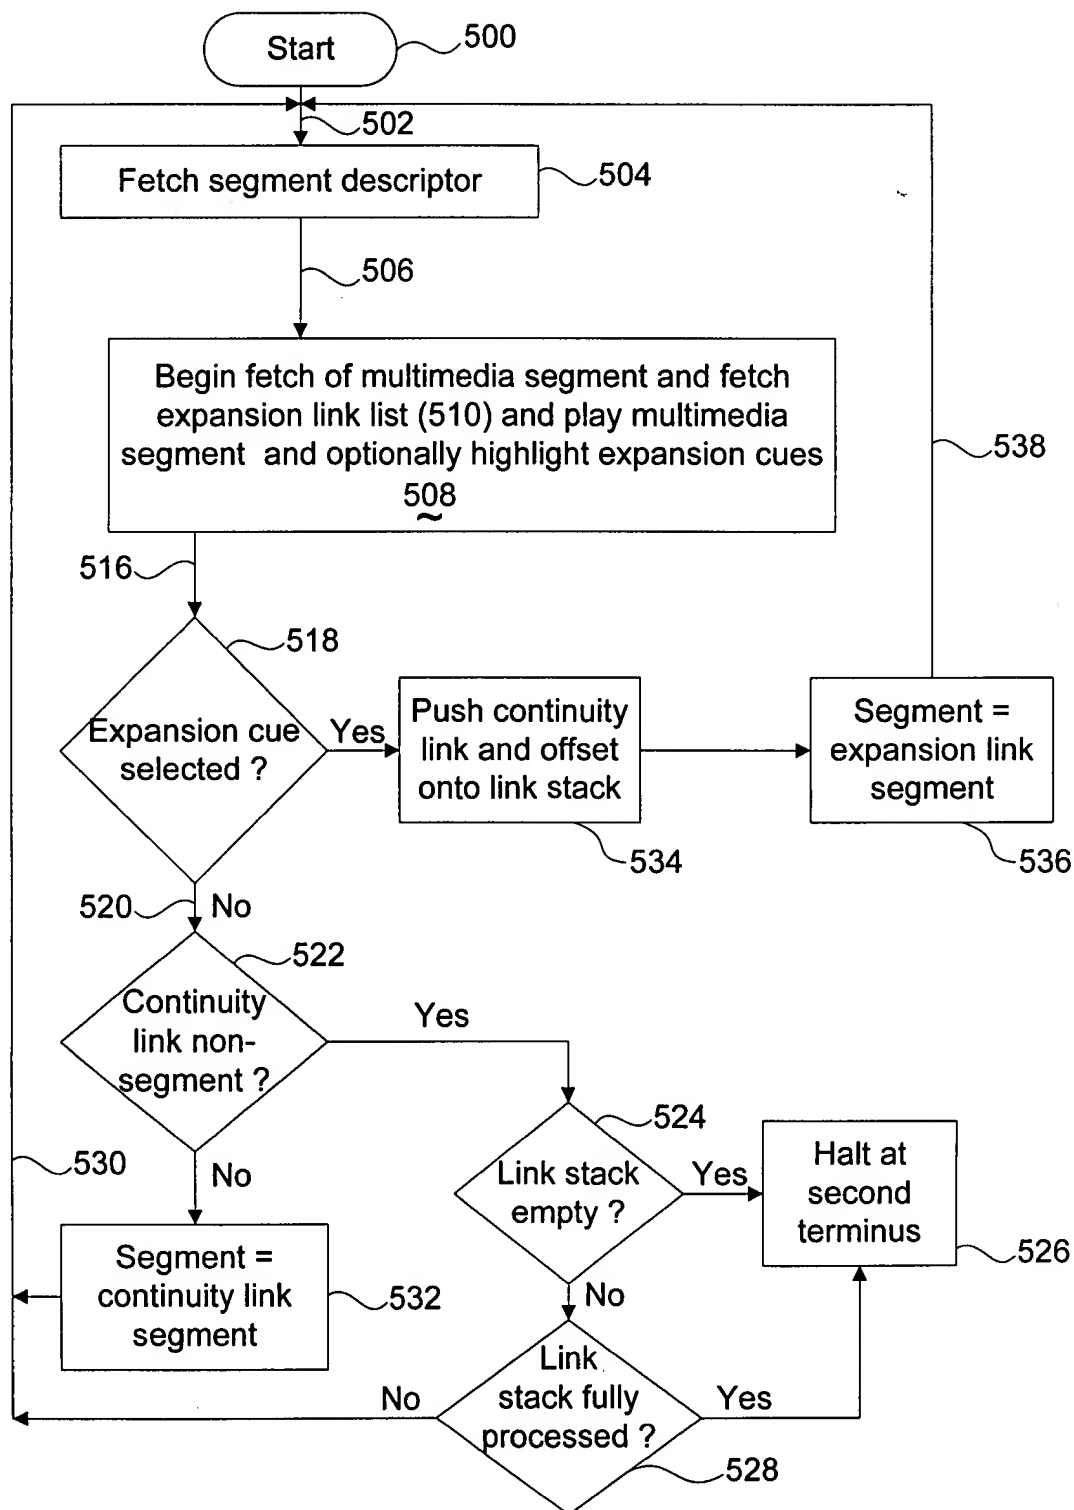 Start
500
502
Fetch segment descriptor
504
506
Begin fetch of multimedia segment and fetch
expansion link list (510) and play multimedia
segment and optionally highlight expansion cues
508
538
516
518
Expansion cue
selected ?
Yes
Push continuity
link and offset
onto link stack
534
Segment =
expansion link
segment
536
520
No
522
Continuity
link non-
segment ?
Yes
524
Link stack
empty ?
Yes
Halt at
second
terminus
526
530
No
Segment =
continuity link
segment
532
No
Link
stack fully
processed ?
No
Yes
528